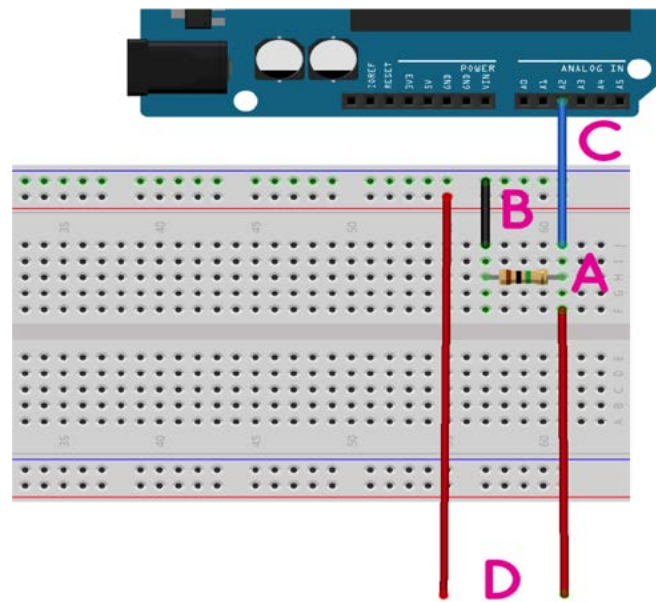 POWER
ANALOG IN
IOREF
RESET
3V3
5V
GND
GND
VIN
A0
A1
A2
A3
A4
A5
C
B
A
D
35
40
45
50
60
J
I
H
G
F
E
D
C
B
A
35
40
45
50
60